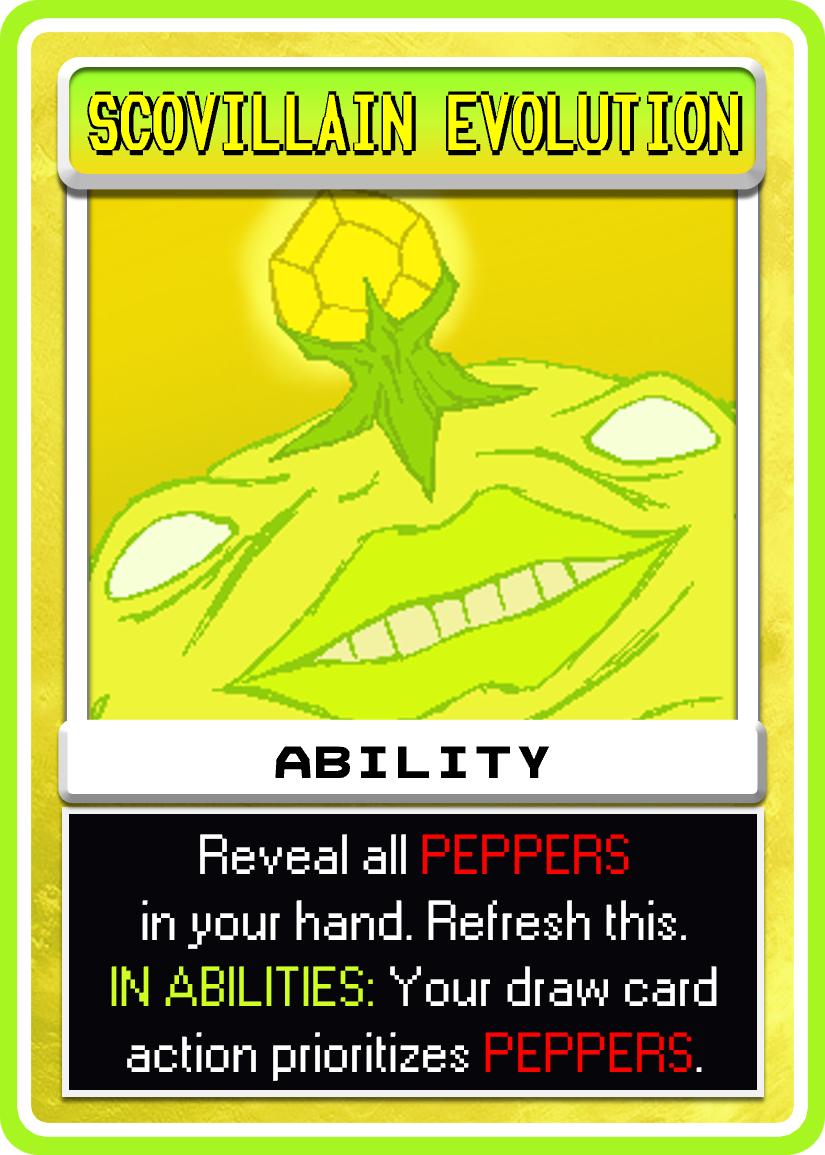 SCOVILLAIN EVOLUTION
ABILITY
Reveal all PEPPERS
in your hand. Refresh this.
IN ABILITIES: Your draw card
action prioritizes PEPPERS.